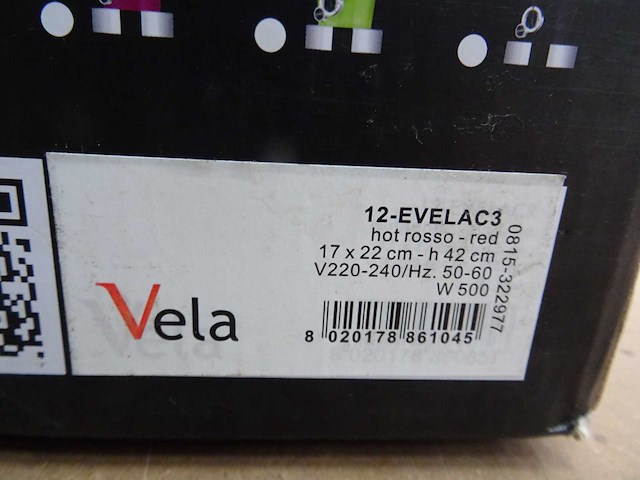 12-EVELAC3
hot rosso - red
17 x 22 cm - h 42 cm
V220-240/Hz. 50-60
W 500
0815-322977
Vela
8 020178 861045